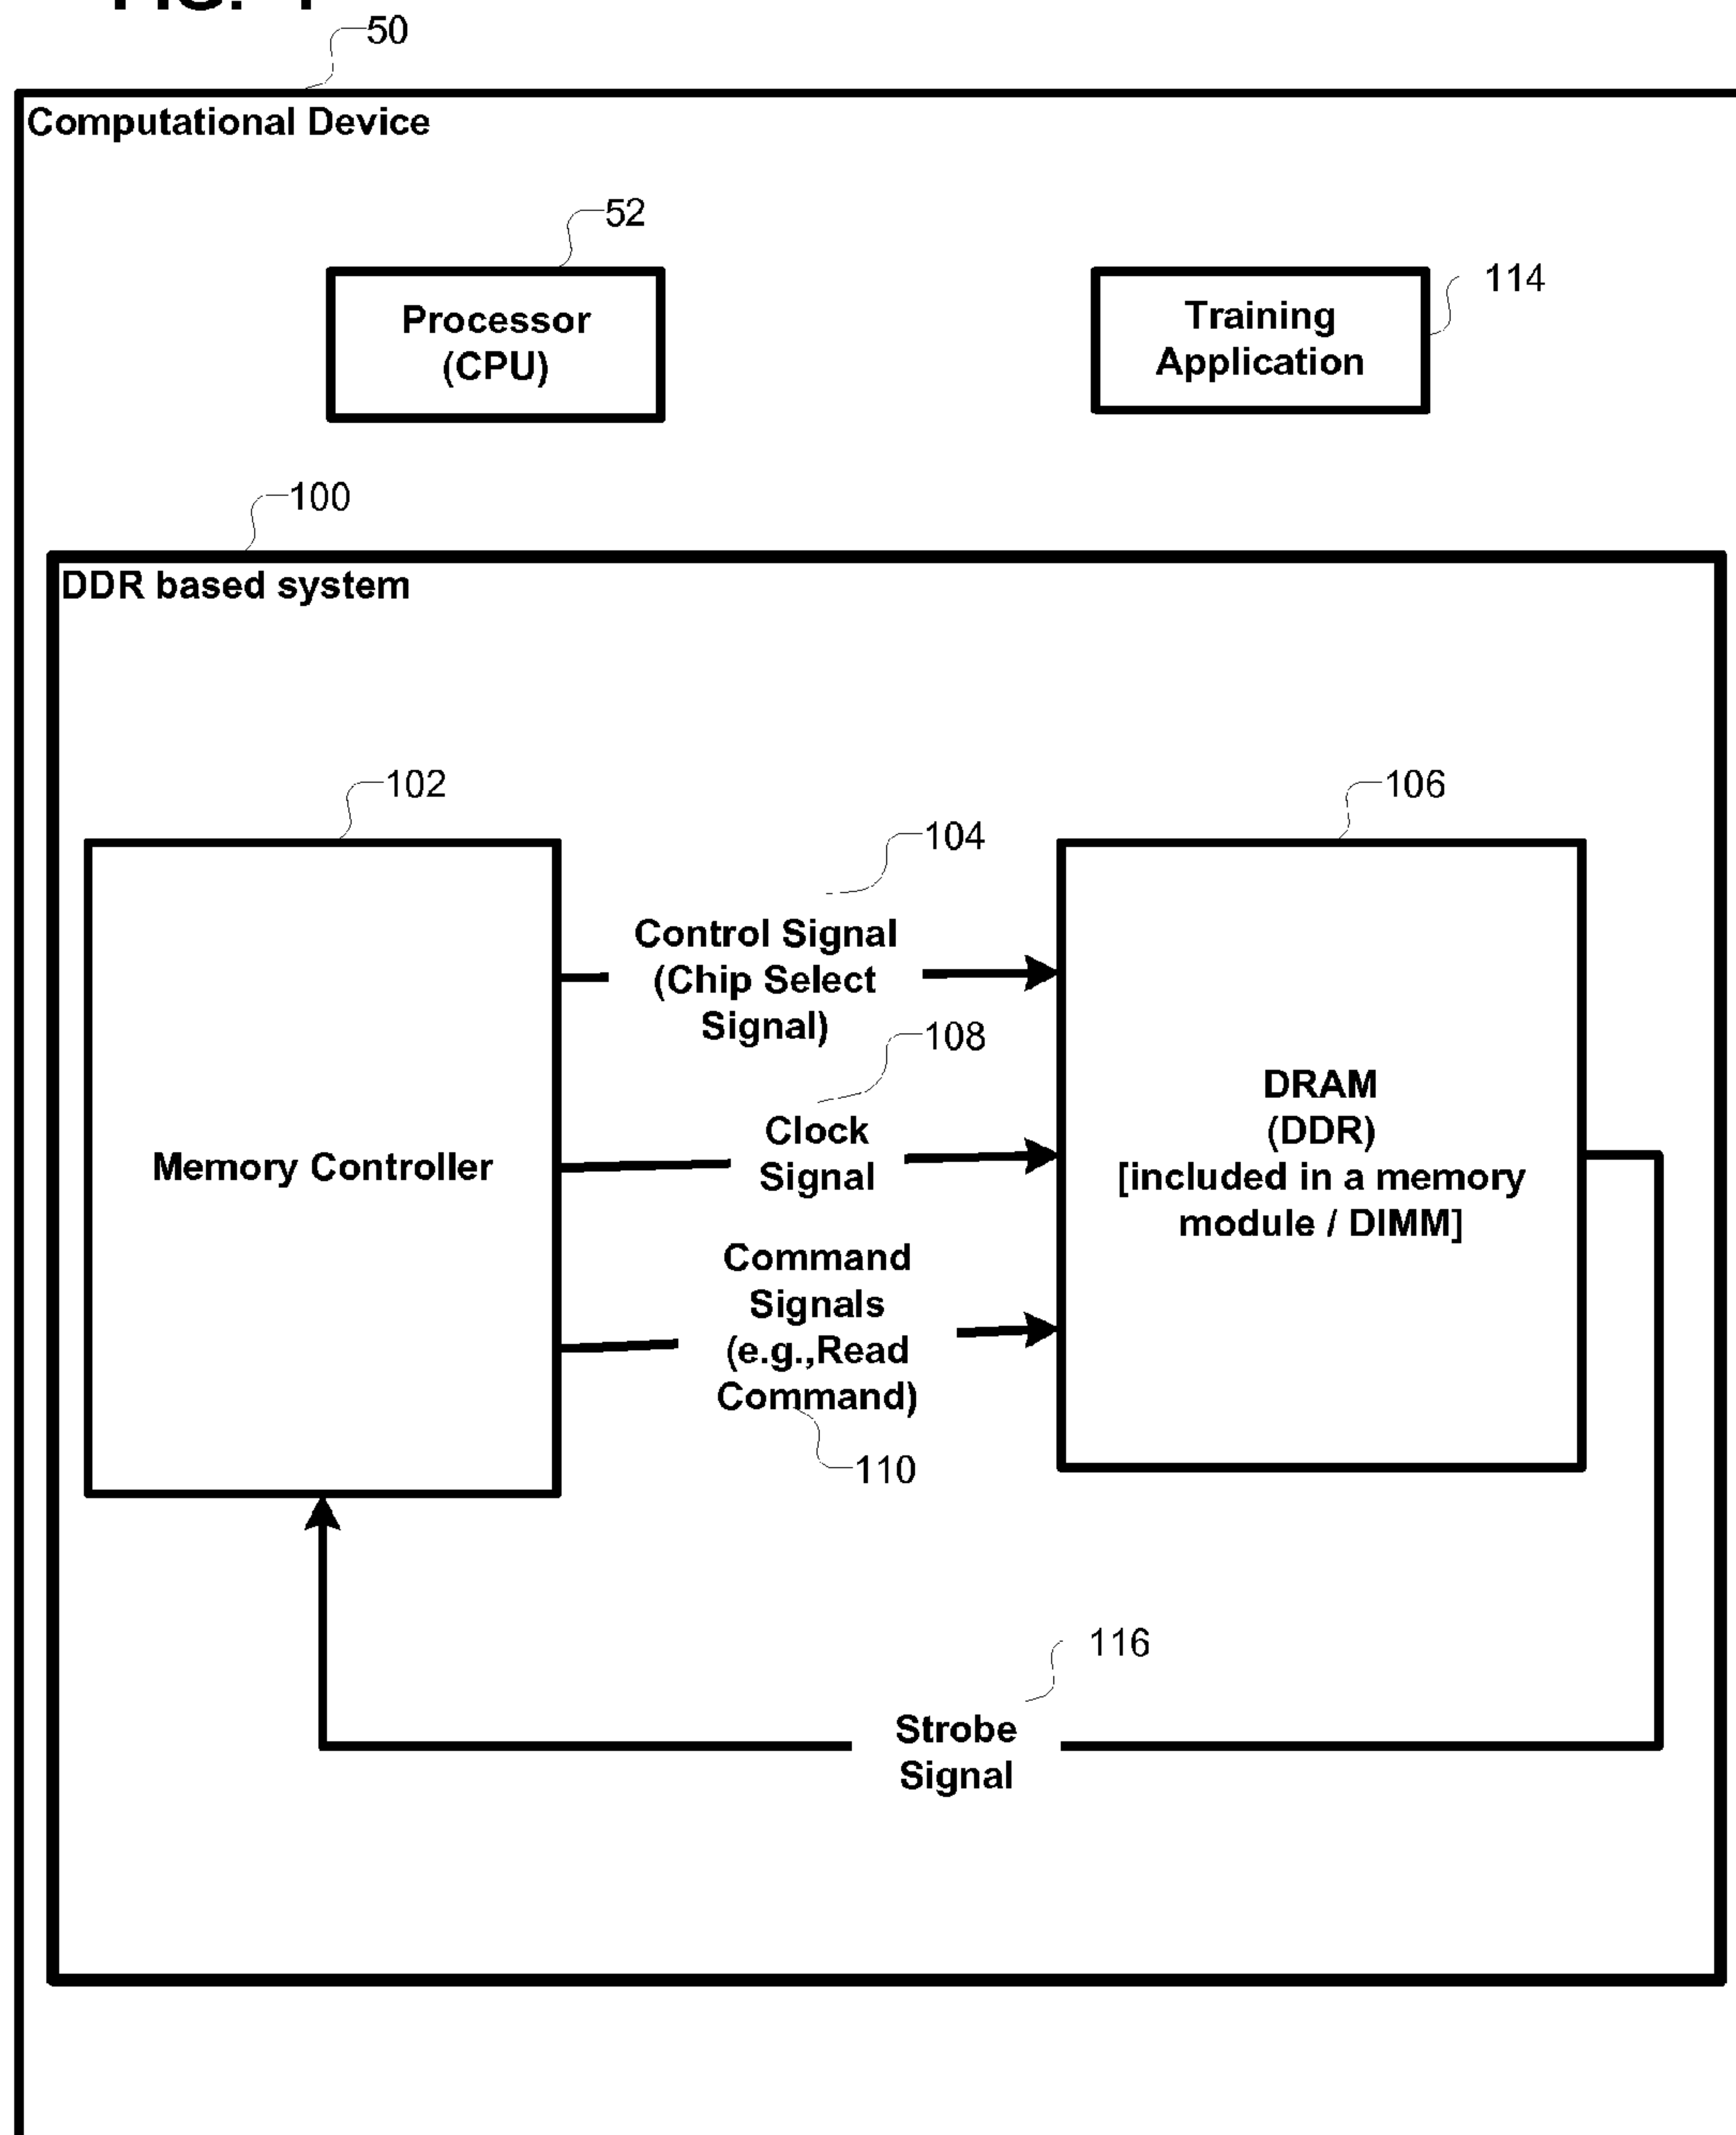 FIG. 1
50
Computational Device
52
Processor
(CPU)
114
Training
Application
100
DDR based system
102
106
104
Control Signal
(Chip Select
Signal)
108
Clock
Signal
Memory Controller
DRAM
(DDR)
[included in a memory
module / DIMM]
Command
Signals
(e.g.,Read
Command)
110
116
Strobe
Signal